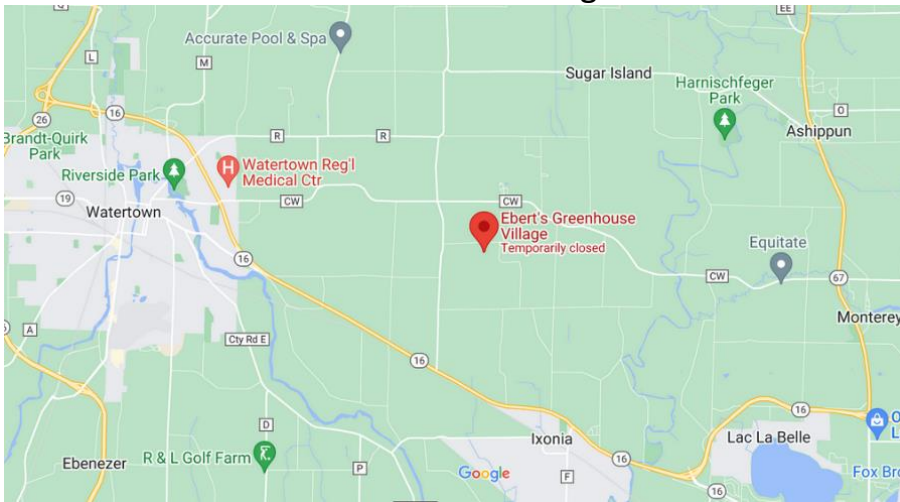 Q
L
M
Accurate Pool & Spa
EE
Sugar Island
Harnischfeger
Park
O
Ashippun
26
16
Brandt-Quirk
Park
R
R
Riverside Park
H
Watertown Reg'l
Medical Ctr
19
CW
CW
Watertown
Ebert's Greenhouse
Village
Temporarily closed
Equitate
16
CW
67
Monterey
A
Cty Rd E
16
16
O
L
D
Ixonia
Lac La Belle
Ebenezer
R & L Golf Farm
P
Google
F
16
16
Fox Bro